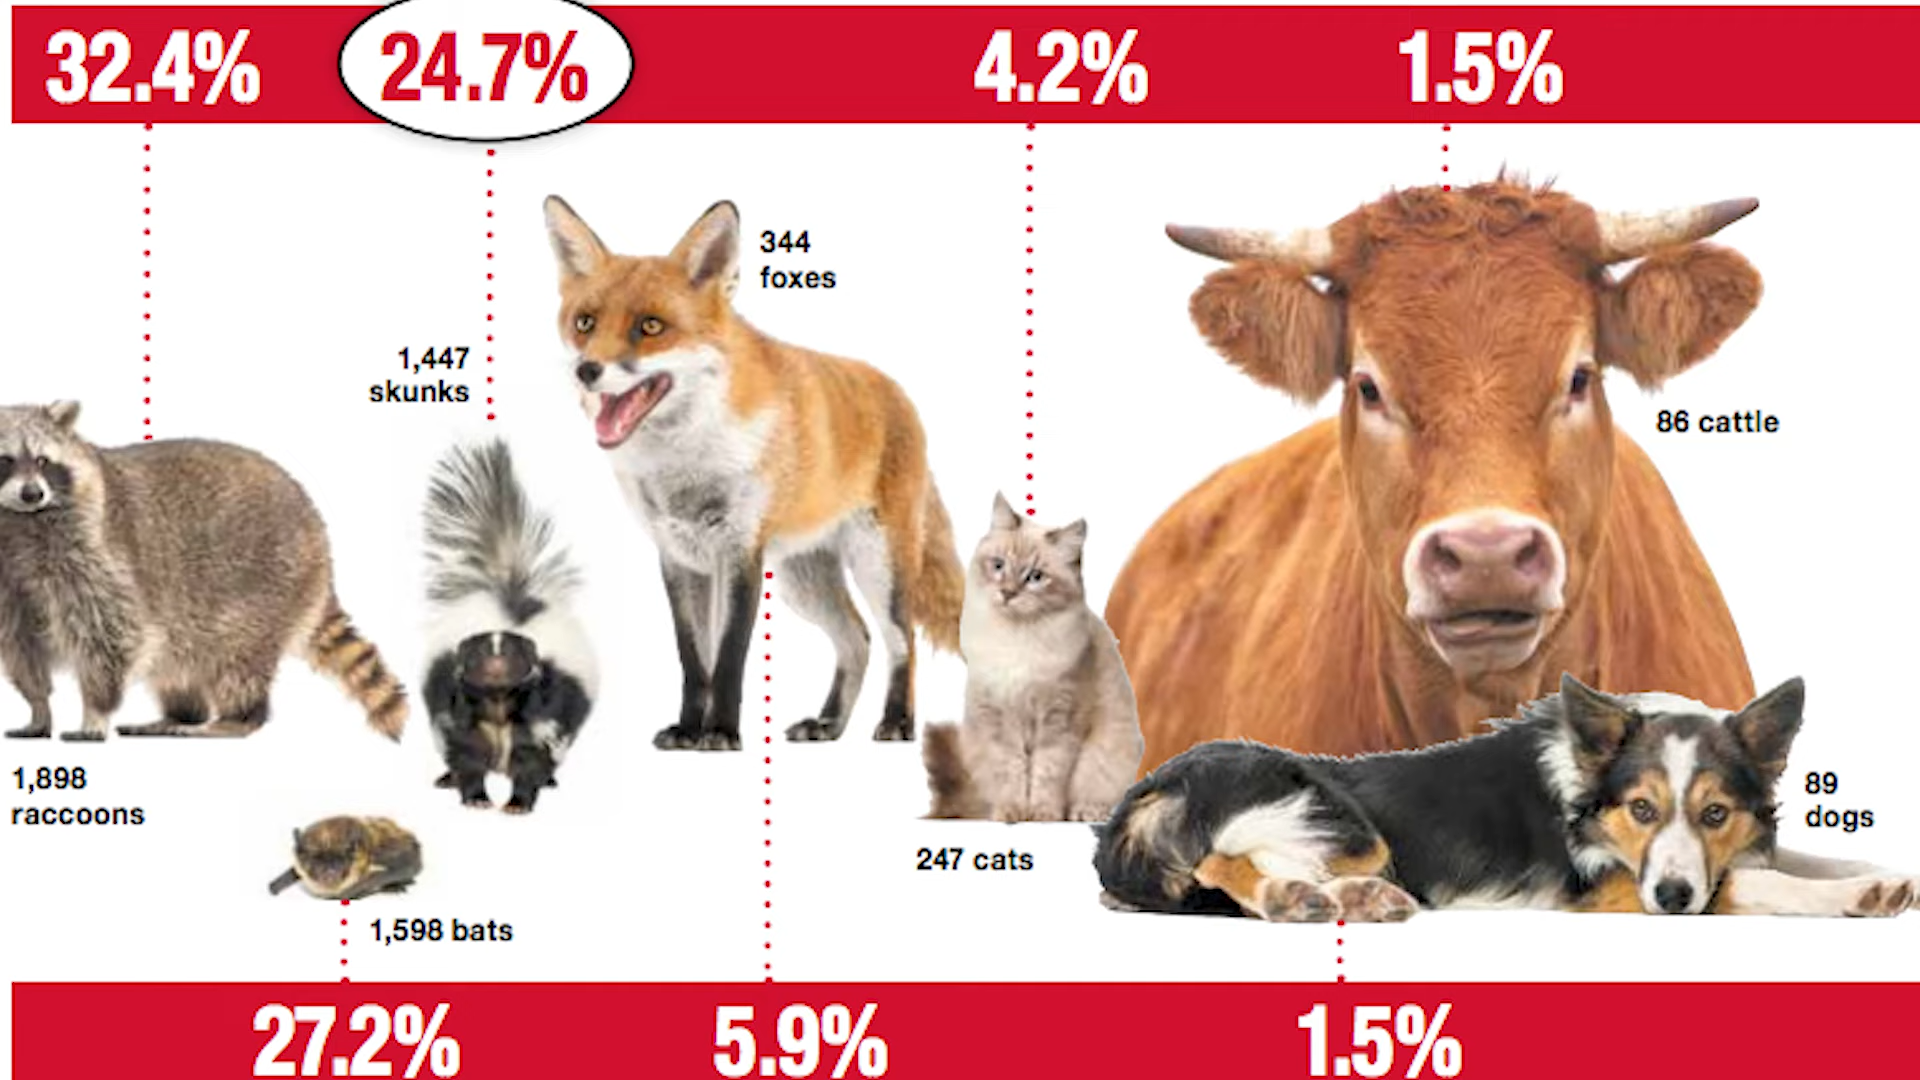 32.4% 24.7% 4.2% 1.5%
344
foxes
1,447
skunks
86 cattle
1,898
raccoons
89
dogs
247 cats
1,598 bats
27.2% 5.9% 1.5%